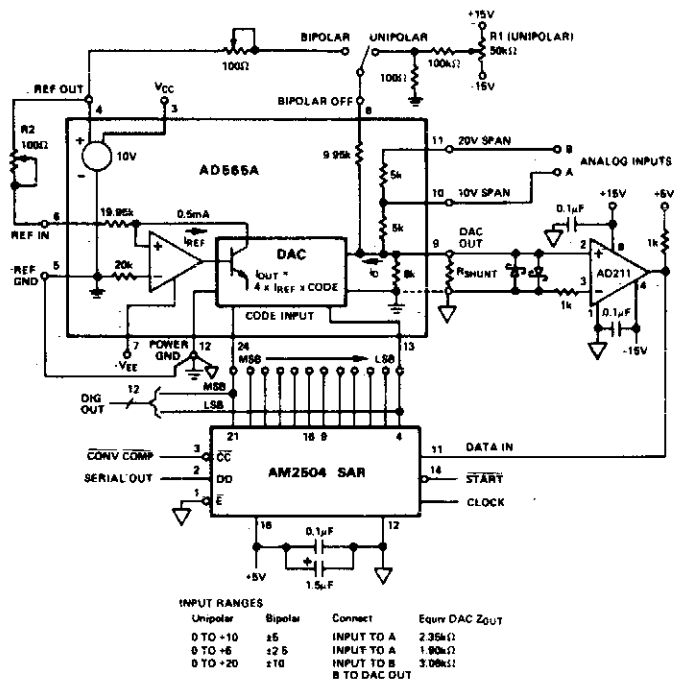 +15V
BIPOLAR
UNIPOLAR
R1 (UNIPOLAR)
50kΩ
100Ω
100kΩ
100Ω
-15V
REF OUT
4
VCC
3
BIPOLAR OFF
8
R2
100Ω
+
10V
-
AD565A
9.95k
11
20V SPAN
B
5k
ANALOG INPUTS
10
10V SPAN
A
5k
+15V
+5V
0.1μF
6
19.95k
0.5mA
REF IN
IREF
DAC
9
DAC OUT
1k
+
2
8
5
REF GND
20k
-
IOUT =
4 x IREF x CODE
IO
8k
RSHUNT
AD211
-
3
1k
4
1
0.1μF
-15V
CODE INPUT
7
-VEE
POWER GND
12
24
13
MSB
LSB
12
DIG OUT
MSB
LSB
21
16
9
4
CONV COMP
3
CC
11
DATA IN
SERIAL OUT
2
DO
AM2504 SAR
14
START
1
E
CLOCK
16
12
0.1μF
+5V
+
1.5μF
INPUT RANGES
Unipolar Bipolar Connect Equiv DAC ZOUT
0 TO +10 ±5 INPUT TO A 2.35kΩ
0 TO +5 ±2.5 INPUT TO A 1.90kΩ
0 TO +20 ±10 INPUT TO B 3.08kΩ
B TO DAC OUT